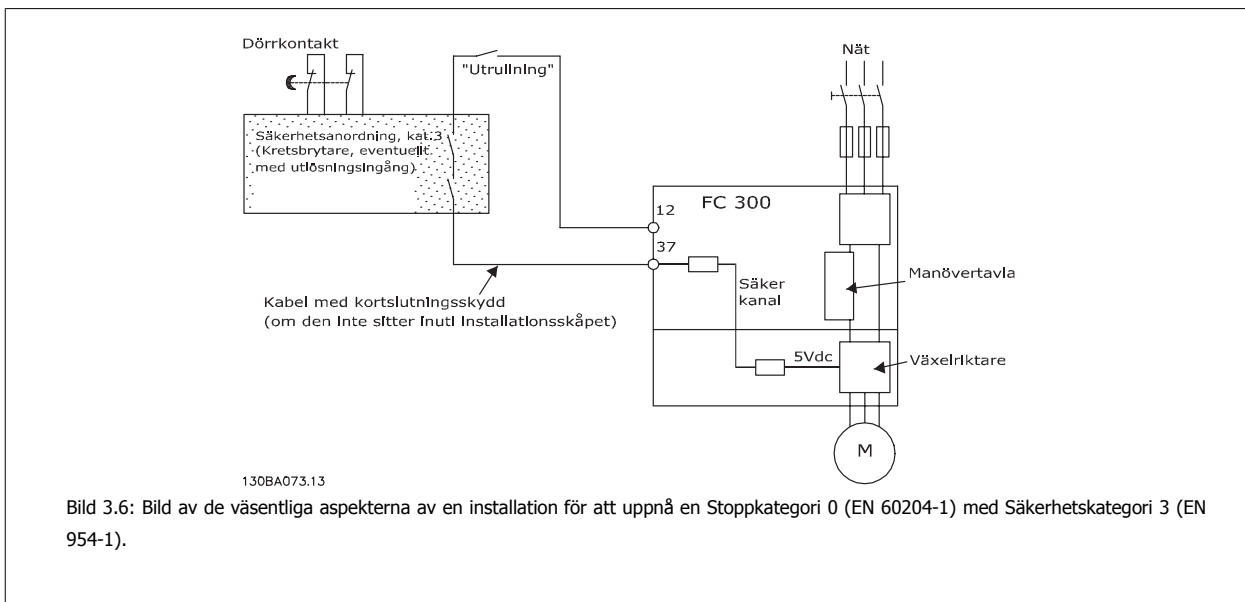 Dörrkontakt
"Utrullning"
Nät
Säkerhetsanordning, kat.3
(Kretsbrytare, eventuellt
med utlösningsingång)
12
FC 300
37
Säker
kanal
Manövertavla
Kabel med kortslutningsskydd
(om den inte sitter inuti installationsskåpet)
5Vdc
Växelriktare
M
130BA073.13
Bild 3.6: Bild av de väsentliga aspekterna av en installation för att uppnå en Stoppkategori 0 (EN 60204-1) med Säkerhetskategori 3 (EN
954-1).